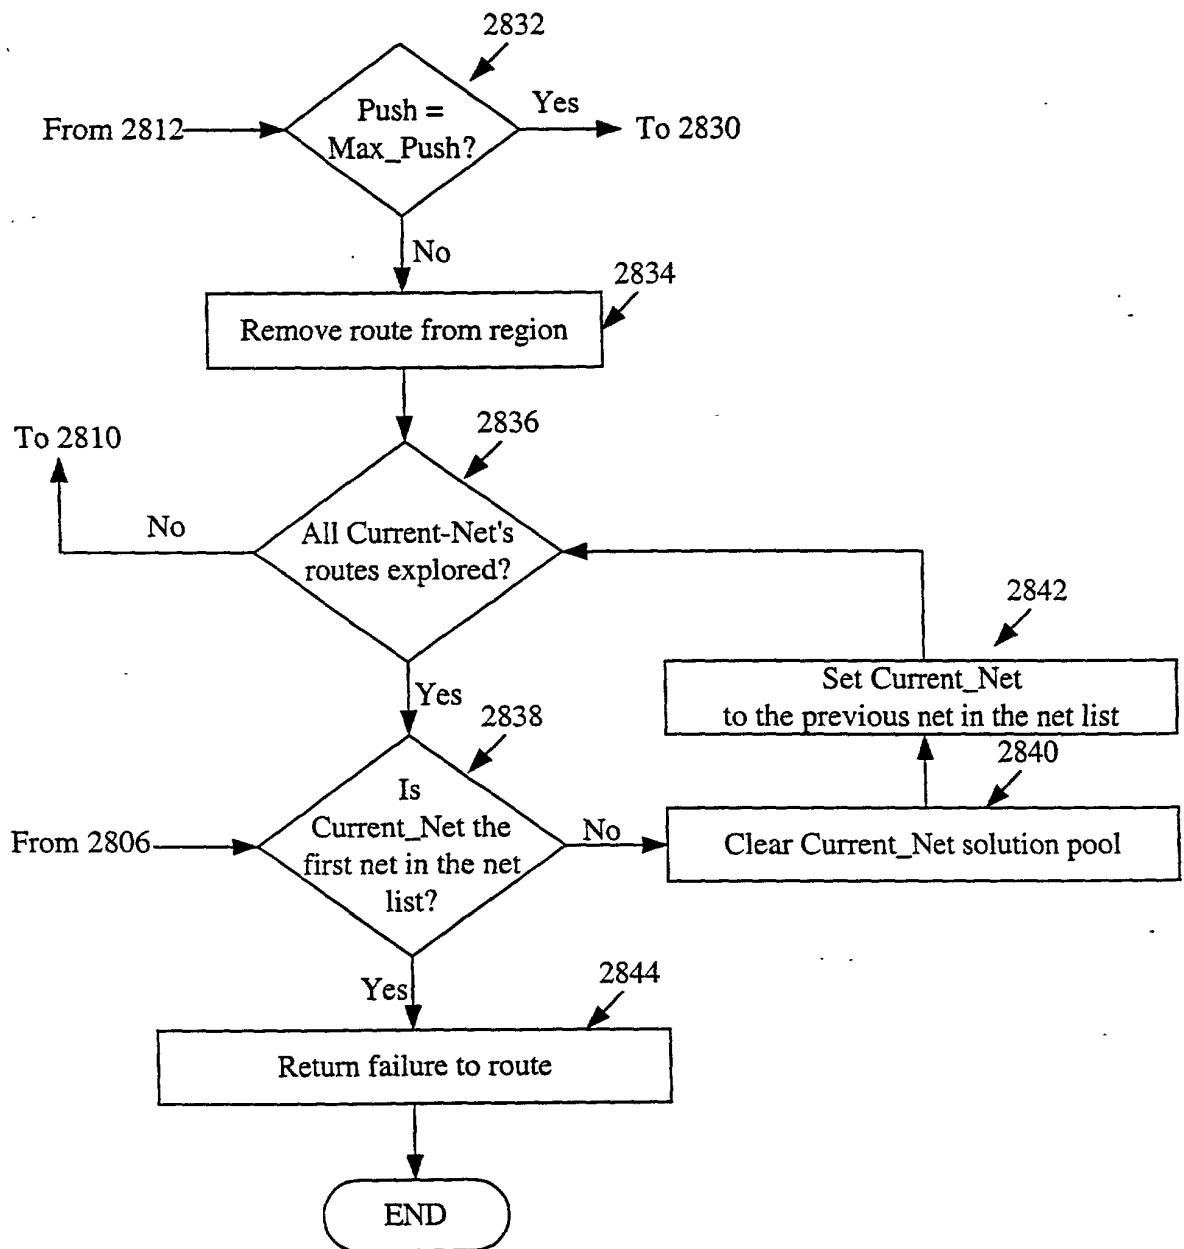 2832
Push =
Max_Push?
Yes
From 2812
To 2830
No
2834
Remove route from region
To 2810
2836
No
All Current-Net's
routes explored?
2842
Set Current_Net
to the previous net in the net list
Yes
2838
2840
Is
Current_Net the
first net in the net
list?
From 2806
No
Clear Current_Net solution pool
Yes
2844
Return failure to route
END